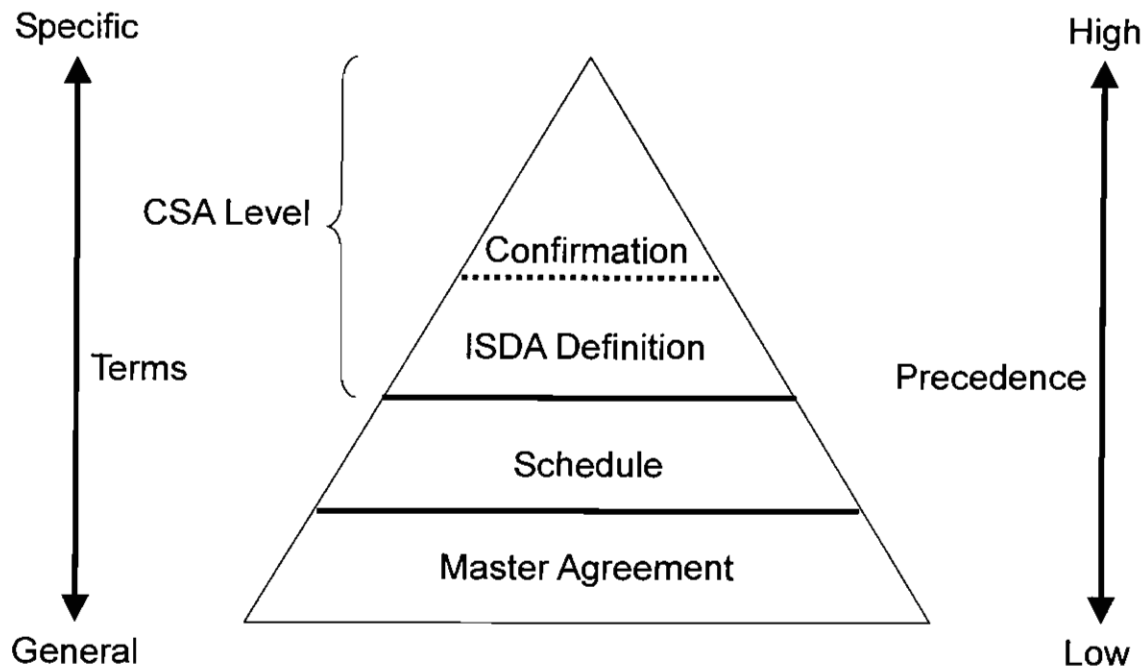 Specific
High
CSA Level
Confirmation
ISDA Definition
Terms
Precedence
Schedule
Master Agreement
General
Low